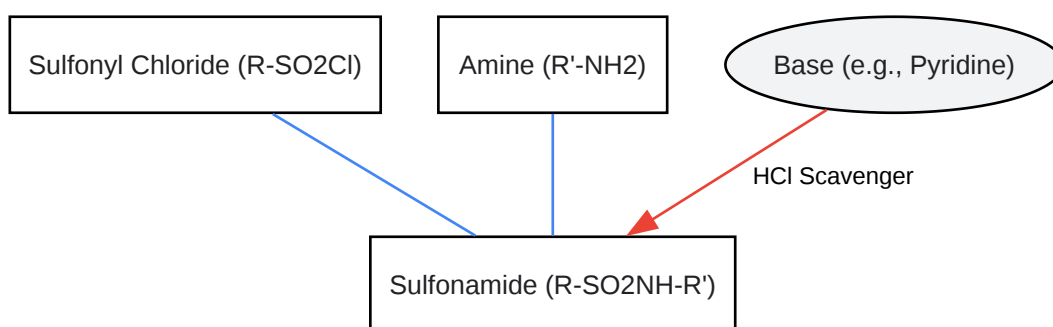 Sulfonyl Chloride (R-SO2Cl)
Amine (R'-NH2)
Base (e.g., Pyridine)
HCl Scavenger
Sulfonamide (R-SO2NH-R')